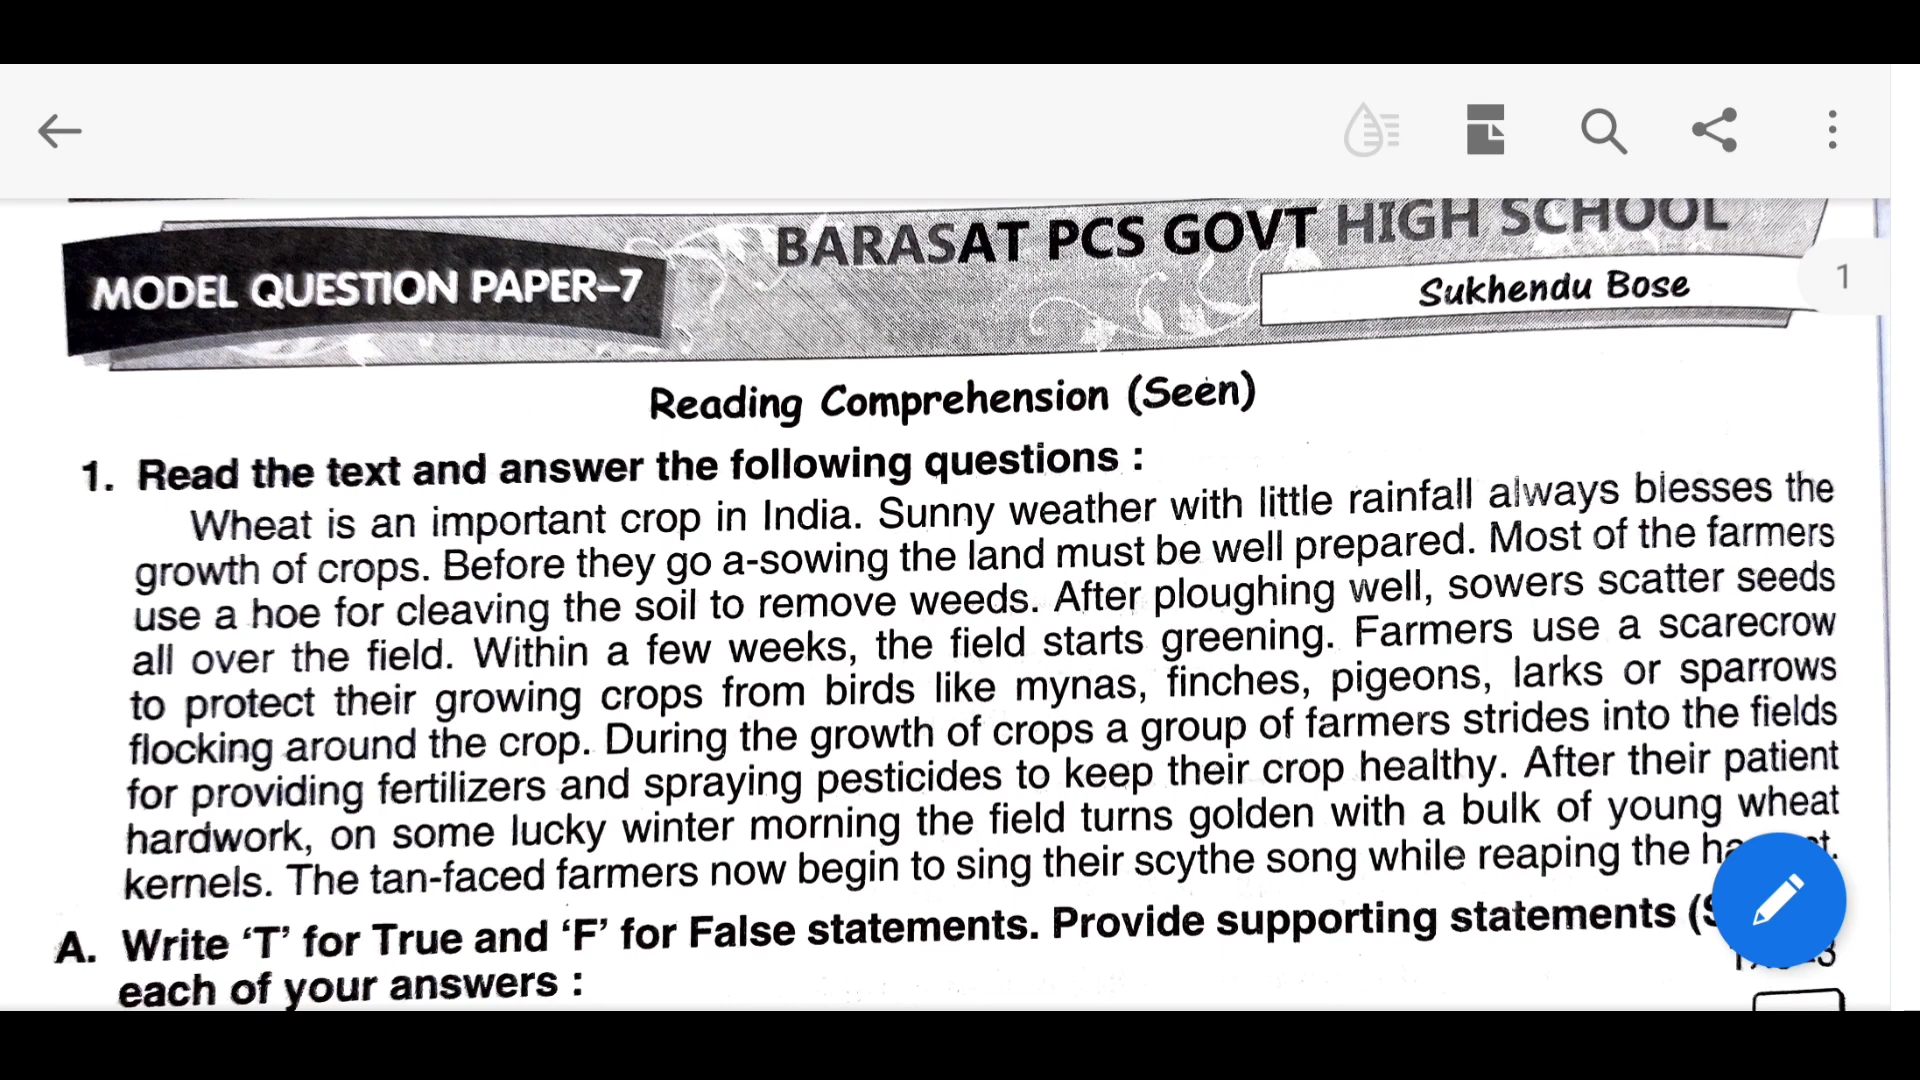 BARASAT PCS GOVT HIGH SCHOOL
MODEL QUESTION PAPER–7
Sukhendu Bose
1
Reading Comprehension (Seen)
1. Read the text and answer the following questions :
Wheat is an important crop in India. Sunny weather with little rainfall always blesses the
growth of crops. Before they go a-sowing the land must be well prepared. Most of the farmers
use a hoe for cleaving the soil to remove weeds. After ploughing well, sowers scatter seeds
all over the field. Within a few weeks, the field starts greening. Farmers use a scarecrow
to protect their growing crops from birds like mynas, finches, pigeons, larks or sparrows
flocking around the crop. During the growth of crops a group of farmers strides into the fields
for providing fertilizers and spraying pesticides to keep their crop healthy. After their patient
hardwork, on some lucky winter morning the field turns golden with a bulk of young wheat
kernels. The tan-faced farmers now begin to sing their scythe song while reaping the
A. Write ‘T’ for True and ‘F’ for False statements. Provide supporting statements
each of your answers :